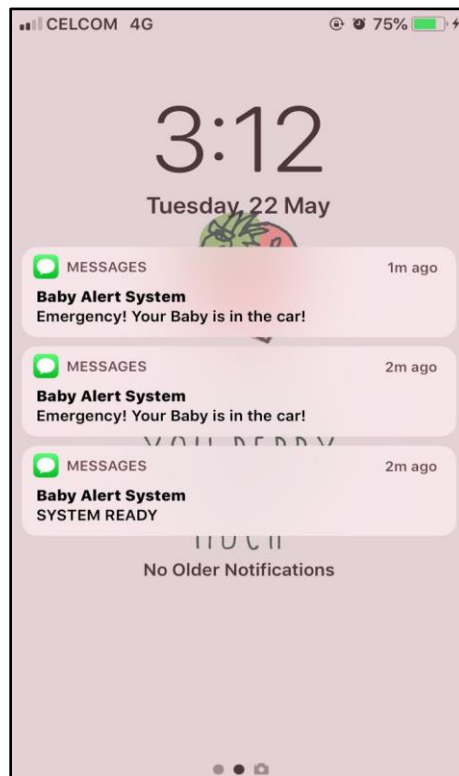 CELCOM 4G 75%
3:12
Tuesday, 22 May
MESSAGES 1m ago
Baby Alert System
Emergency! Your Baby is in the car!
MESSAGES 2m ago
Baby Alert System
Emergency! Your Baby is in the car!
MESSAGES 2m ago
Baby Alert System
SYSTEM READY
No Older Notifications